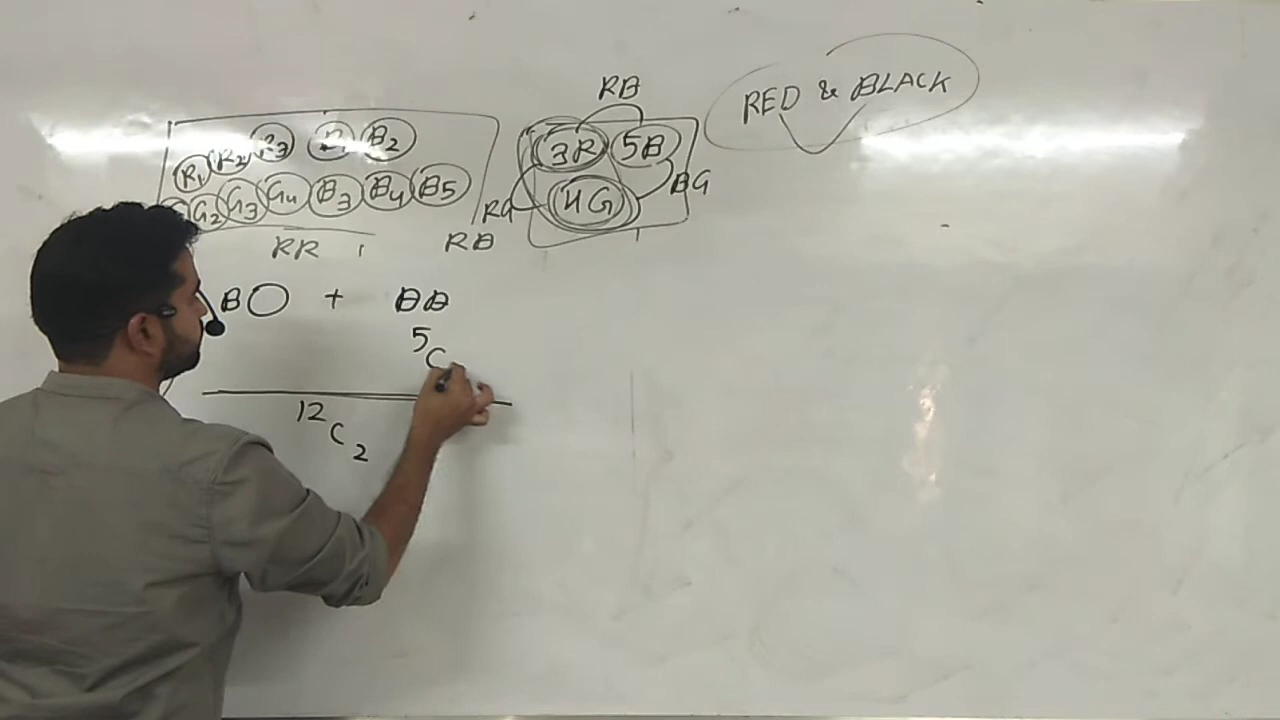 RED & BLACK
RB
R3 B2
R1 R2
3R 5B
G2 G3 G4 B3 B4 B5
4G
BG
RG
RR RB
B + BB
5C
12C2